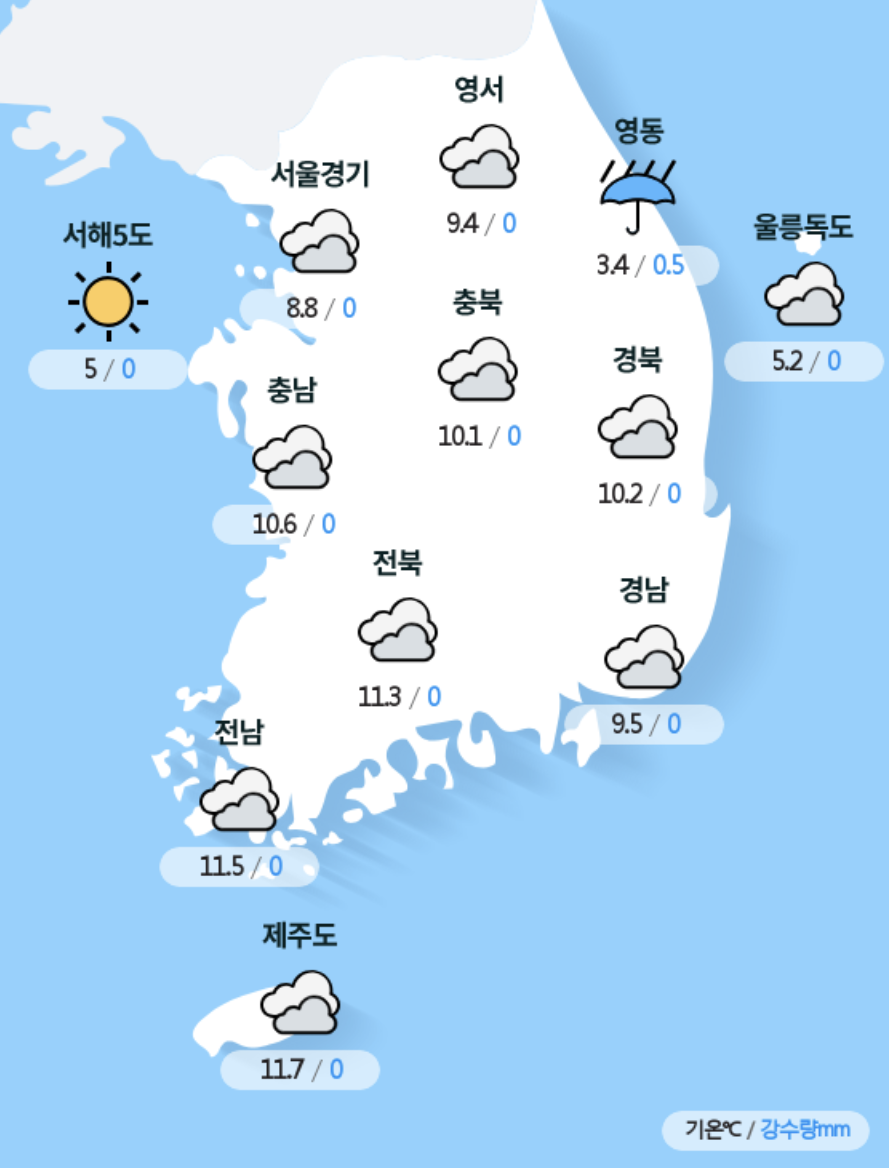 영서
9.4 / 0
영동
3.4 / 0.5
서울경기
8.8 / 0
울릉독도
5.2 / 0
서해5도
5 / 0
충북
10.1 / 0
경북
10.2 / 0
충남
10.6 / 0
전북
11.3 / 0
경남
9.5 / 0
전남
11.5 / 0
제주도
11.7 / 0
기온℃ / 강수량mm